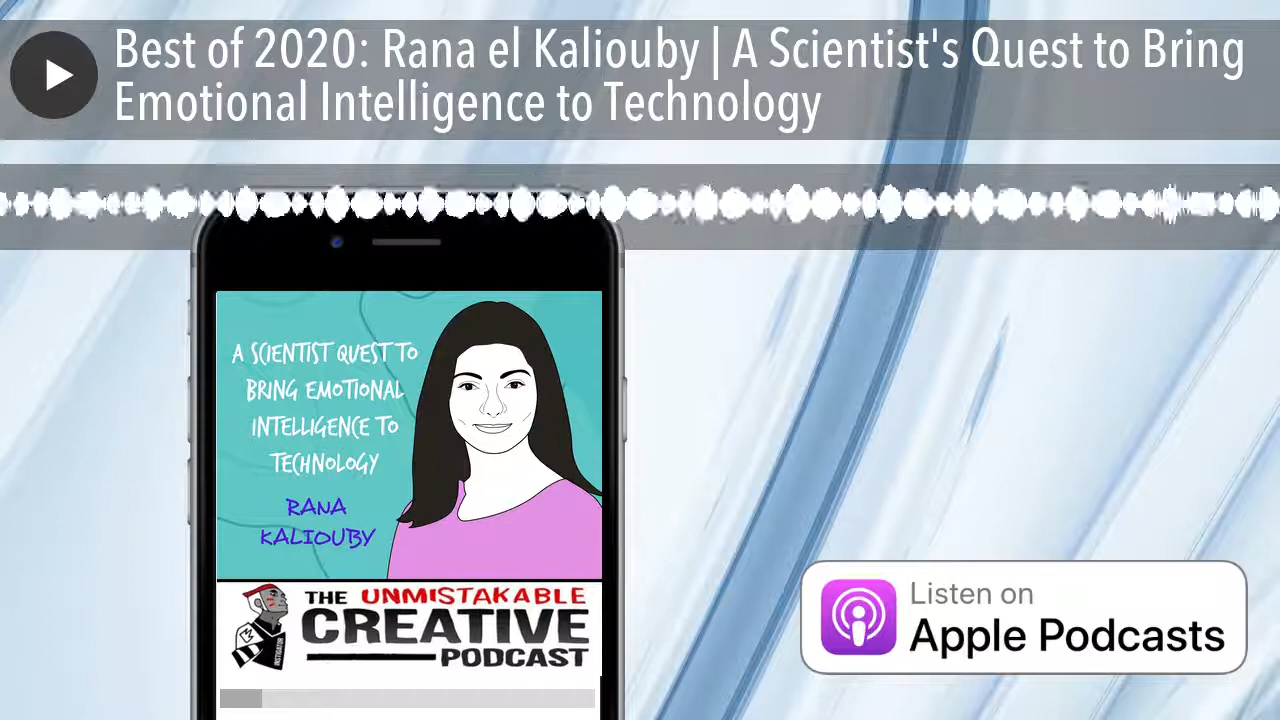 Best of 2020: Rana el Kaliouby | A Scientist's Quest to Bring
Emotional Intelligence to Technology
A SCIENTIST QUEST TO
BRING EMOTIONAL
INTELLIGENCE TO
TECHNOLOGY
RANA
KALIOUBY
THE UNMISTAKABLE
CREATIVE
PODCAST
INSTIGATOR
Listen on
Apple Podcasts